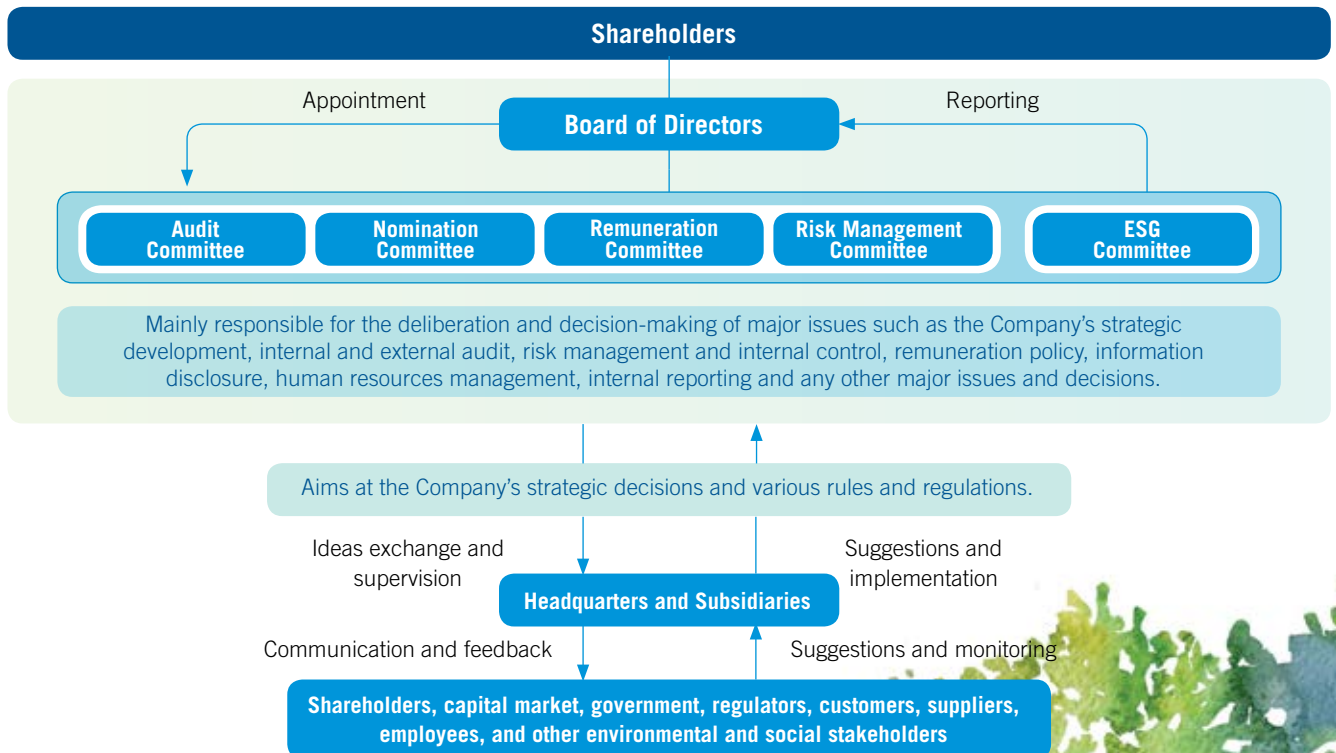 Shareholders
Appointment
Reporting
Board of Directors
Audit
Committee
Nomination
Committee
Remuneration
Committee
Risk Management
Committee
ESG
Committee
Mainly responsible for the deliberation and decision-making of major issues such as the Company’s strategic
development, internal and external audit, risk management and internal control, remuneration policy, information
disclosure, human resources management, internal reporting and any other major issues and decisions.
Aims at the Company’s strategic decisions and various rules and regulations.
Ideas exchange and
supervision
Suggestions and
implementation
Headquarters and Subsidiaries
Communication and feedback
Suggestions and monitoring
Shareholders, capital market, government, regulators, customers, suppliers,
employees, and other environmental and social stakeholders